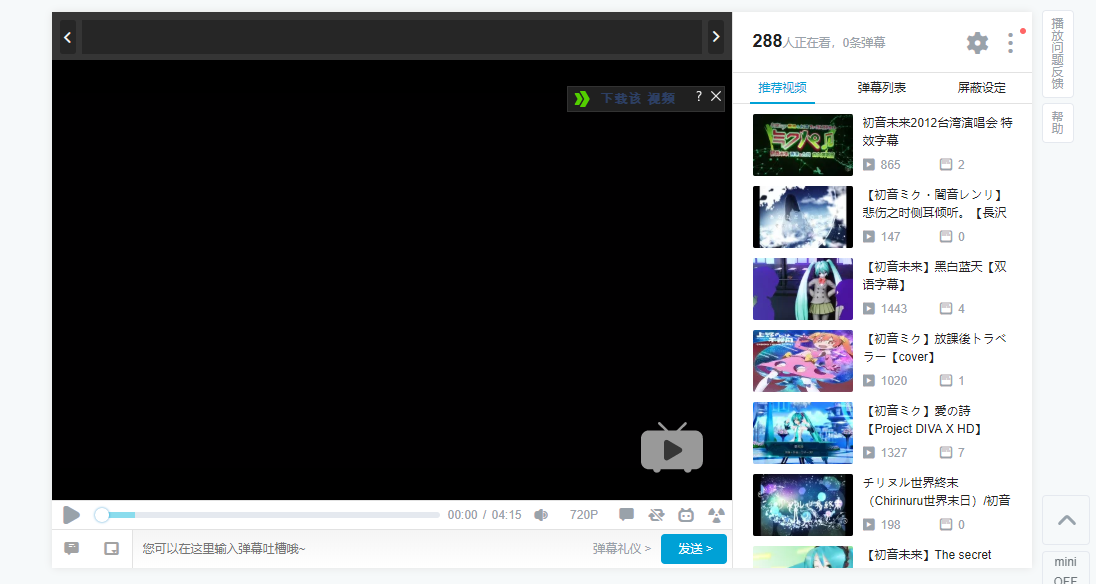 288人正在看，0条弹幕
下载该 视频 ?
推荐视频 弹幕列表 屏蔽设定
初音未来2012台湾演唱会 特
效字幕
865 2
【初音ミク・闇音レンリ】
悲伤之时侧耳倾听。【長沢
147 0
【初音未来】黑白蓝天【双
语字幕】
1443 4
【初音ミク】放課後トラベ
ラー【cover】
1020 1
【初音ミク】愛の詩
【Project DIVA X HD】
1327 7
チリヌル世界終末
（Chirinuru世界末日）/初音
198 0
【初音未来】The secret
00:00 / 04:15 720P
您可以在这里输入弹幕吐槽哦~ 弹幕礼仪 > 发送 >
播放问题反馈
帮助
mini
OFF